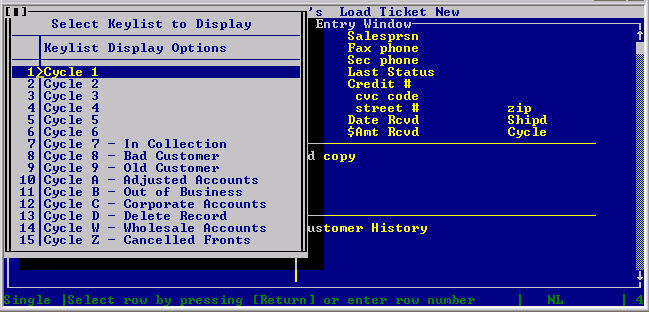 's Load Ticket New
Select Keylist to Display
Entry Window
Keylist Display Options
1>Cycle 1
2 Cycle 2
3 Cycle 3
4 Cycle 4
5 Cycle 5
6 Cycle 6
7 Cycle 7 - In Collection
8 Cycle 8 - Bad Customer
9 Cycle 9 - Old Customer
10 Cycle A - Adjusted Accounts
11 Cycle B - Out of Business
12 Cycle C - Corporate Accounts
13 Cycle D - Delete Record
14 Cycle W - Wholesale Accounts
15 Cycle Z - Cancelled Fronts
Salesprsn
Fax phone
Sec phone
Last Status
Credit #
cvc code
street # zip
Date Rcvd Shipd
$Amt Rcvd Cycle
d copy
ustomer History
Single |Select row by pressing [Return] or enter row number | NL | 4